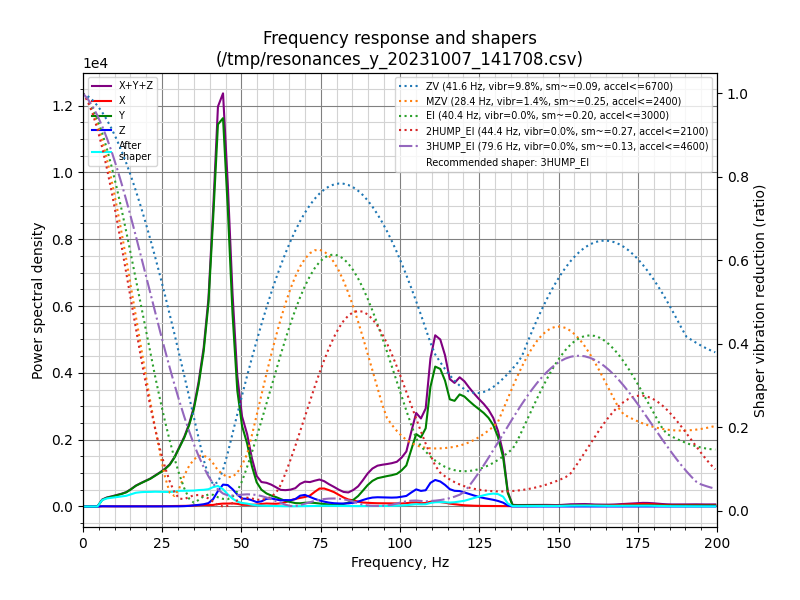 Frequency response and shapers
(/tmp/resonances_y_20231007_141708.csv)
1e4
X+Y+Z
X
Y
Z
After
shaper
ZV (41.6 Hz, vibr=9.8%, sm~=0.09, accel<=6700)
MZV (28.4 Hz, vibr=1.4%, sm~=0.25, accel<=2400)
EI (40.4 Hz, vibr=0.0%, sm~=0.20, accel<=3000)
2HUMP_EI (44.4 Hz, vibr=0.0%, sm~=0.27, accel<=2100)
3HUMP_EI (79.6 Hz, vibr=0.0%, sm~=0.13, accel<=4600)
Recommended shaper: 3HUMP_EI
1.2
1.0
0.8
0.6
0.4
0.2
0.0
Power spectral density
1.0
0.8
0.6
0.4
0.2
0.0
Shaper vibration reduction (ratio)
0 25 50 75 100 125 150 175 200
Frequency, Hz